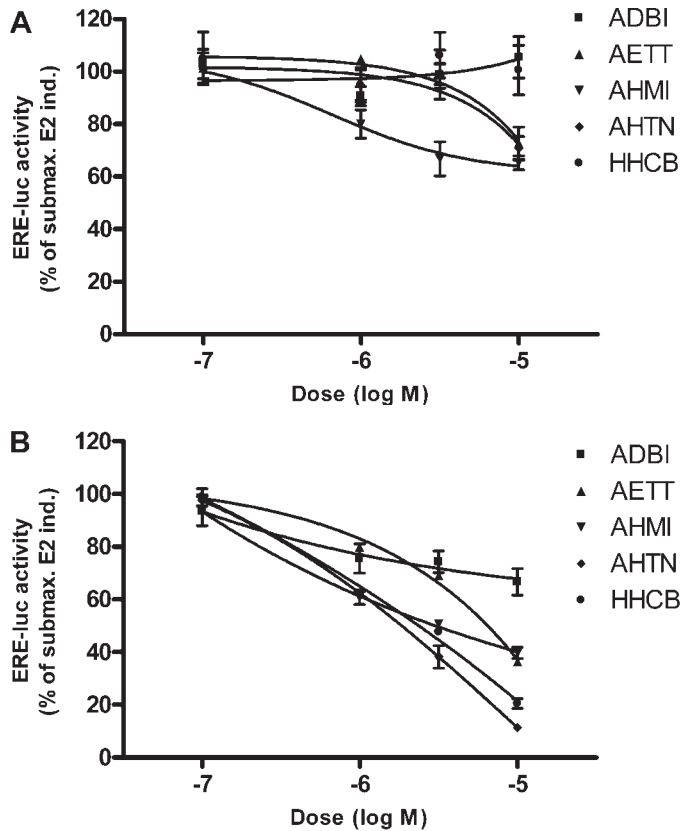 A
ERE-luc activity
(% of submax. E2 ind.)
120
100
80
60
40
20
0
-7
-6
-5
Dose (log M)
ADBI
AETT
AHMI
AHTN
HHCB
B
ERE-luc activity
(% of submax. E2 ind.)
120
100
80
60
40
20
0
-7
-6
-5
Dose (log M)
ADBI
AETT
AHMI
AHTN
HHCB